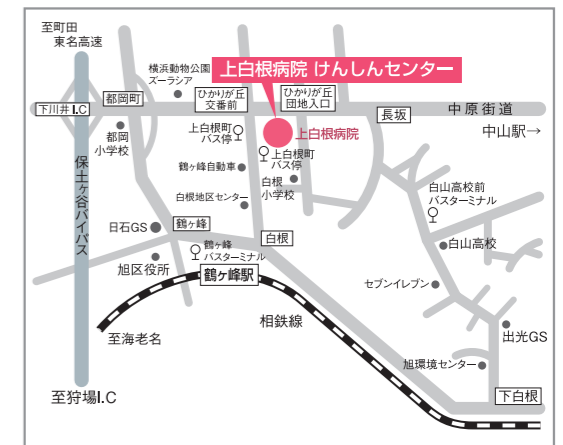 至町田
東名高速
横浜動物公園
ズーラシア
上白根病院 けんしんセンター
下川井 I.C
都岡町
ひかりが丘
交番前
ひかりが丘
団地入口
長坂
中原街道
中山駅→
都岡
小学校
上白根町
バス停
上白根病院
上白根町
バス停
保土ヶ谷バイパス
鶴ヶ峰自動車
白根
小学校
白根地区センター
白山高校前
バスターミナル
日石GS
鶴ヶ峰
白根
白山高校
旭区役所
鶴ヶ峰
バスターミナル
鶴ヶ峰駅
セブンイレブン
至海老名
相鉄線
出光GS
旭環境センター
至狩場I.C
下白根